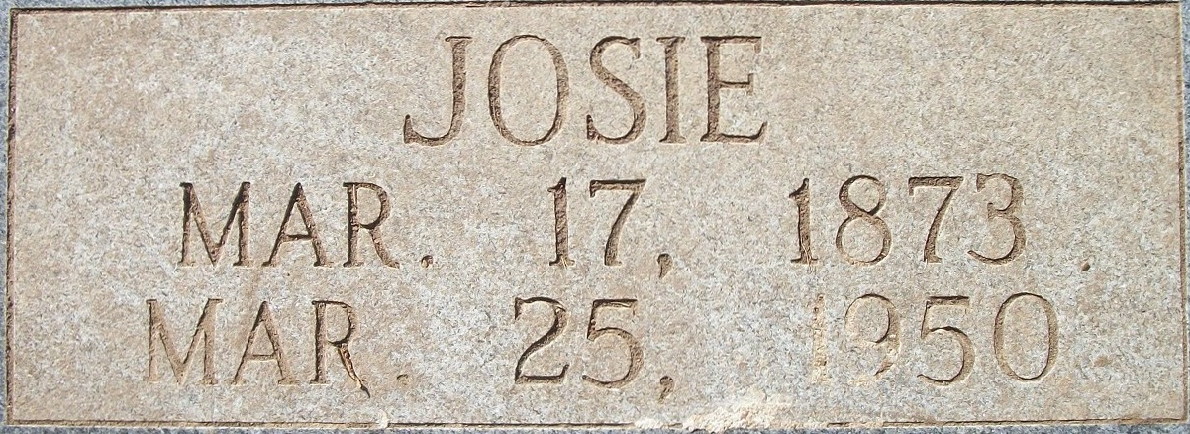 JOSIE
MAR. 17, 1873.
MAR. 25, 1950